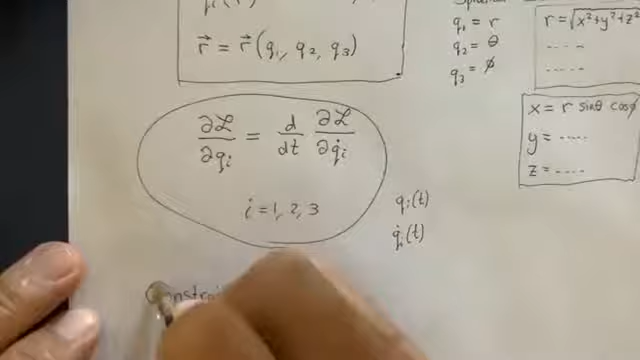 r⃗ = r⃗(q₁, q₂, q₃)
q₁ = r
q₂ = θ
q₃ = ϕ
r = √x²+y²+z²
.....
.....
x = r sinθ cosϕ
y = .....
z = .....
∂ℒ/∂qᵢ = d/dt ∂ℒ/∂q̇ᵢ
i = 1, 2, 3
qᵢ(t)
q̇ᵢ(t)